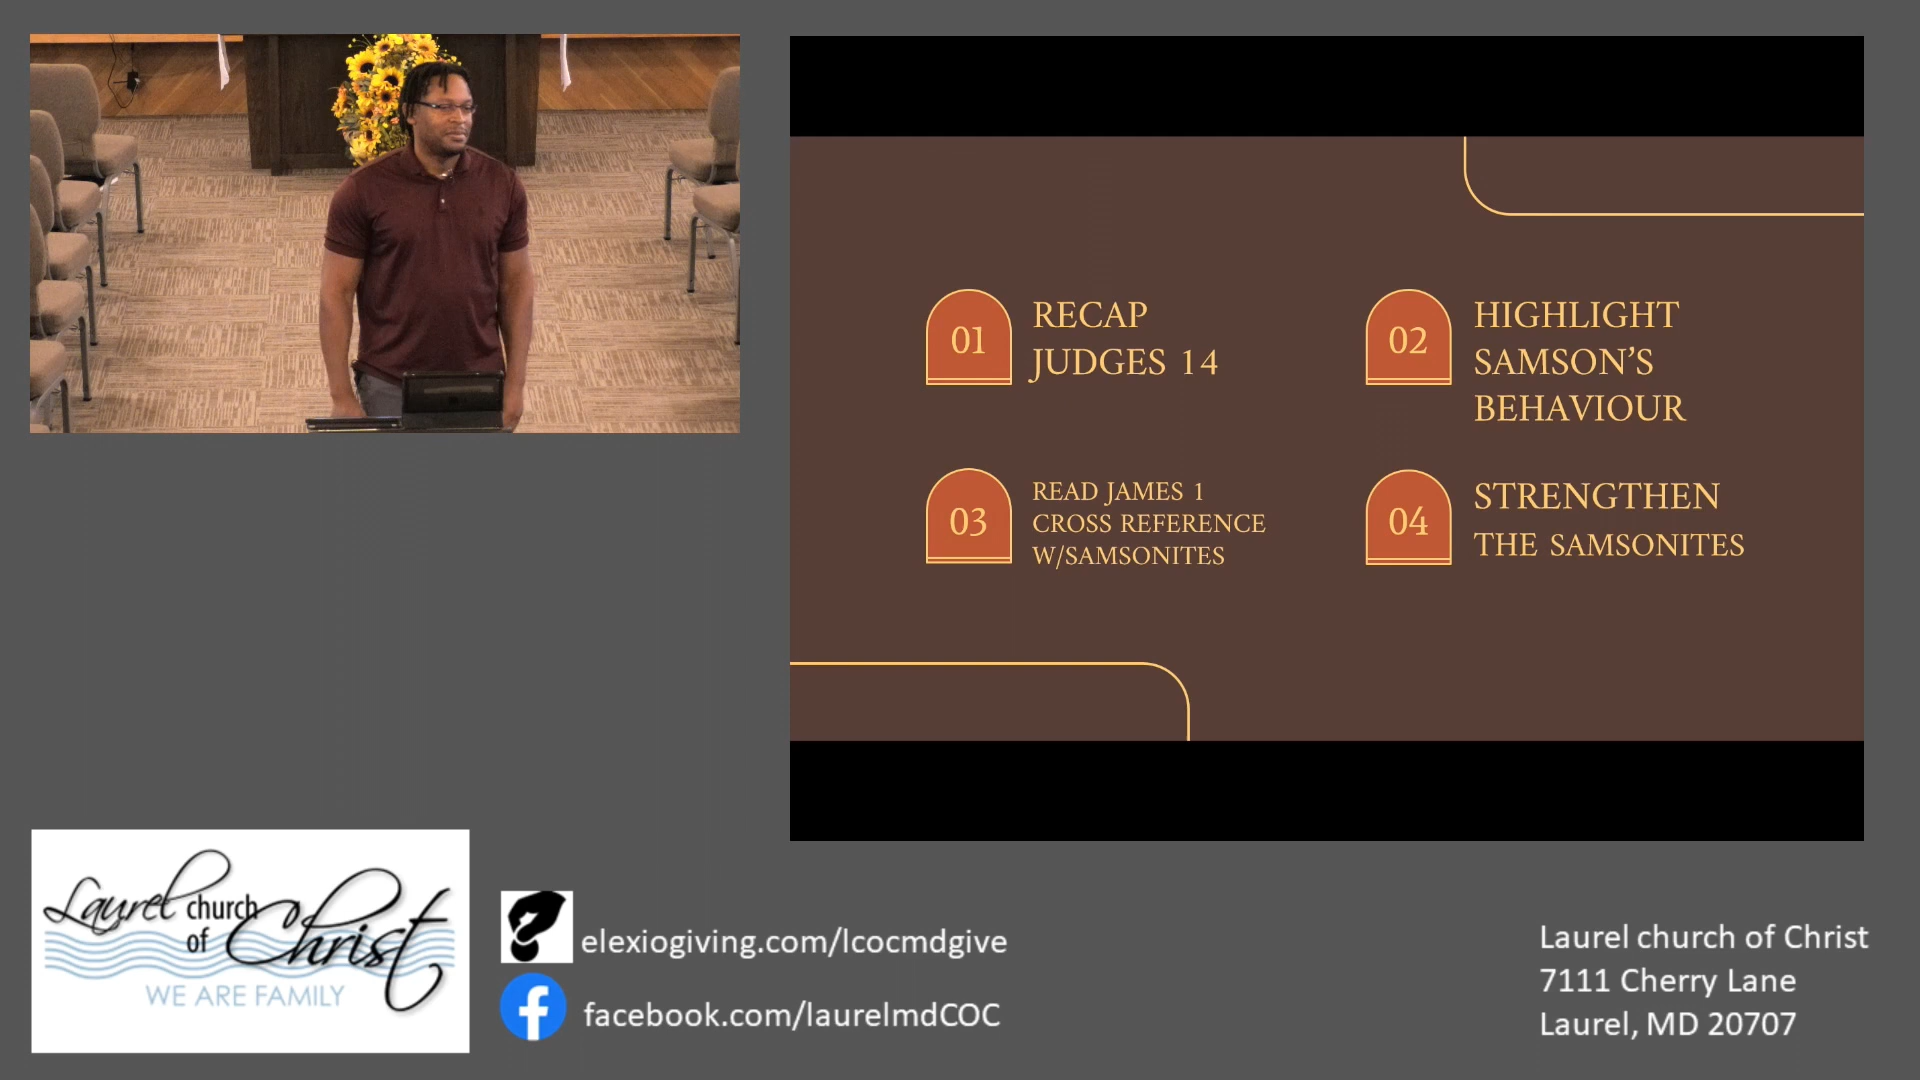 01
RECAP
JUDGES 14
02
HIGHLIGHT
SAMSON’S
BEHAVIOUR
03
READ JAMES 1
CROSS REFERENCE
W/SAMSONITES
04
STRENGTHEN
THE SAMSONITES
Laurel church
of Christ
WE ARE FAMILY
elexiogiving.com/lcocmdgive
facebook.com/laurelmdCOC
Laurel church of Christ
7111 Cherry Lane
Laurel, MD 20707